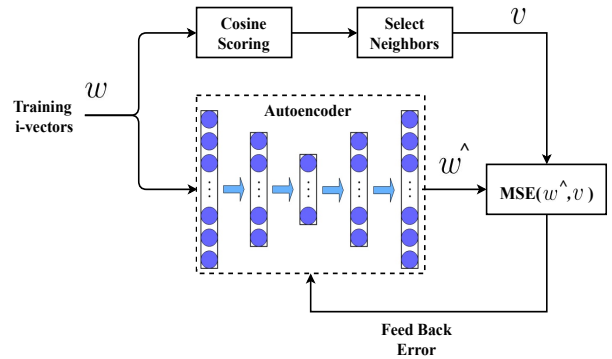 Cosine
Scoring
Select
Neighbors
v
w
Training
i-vectors
Autoencoder
w^
MSE(w^,v)
Feed Back
Error